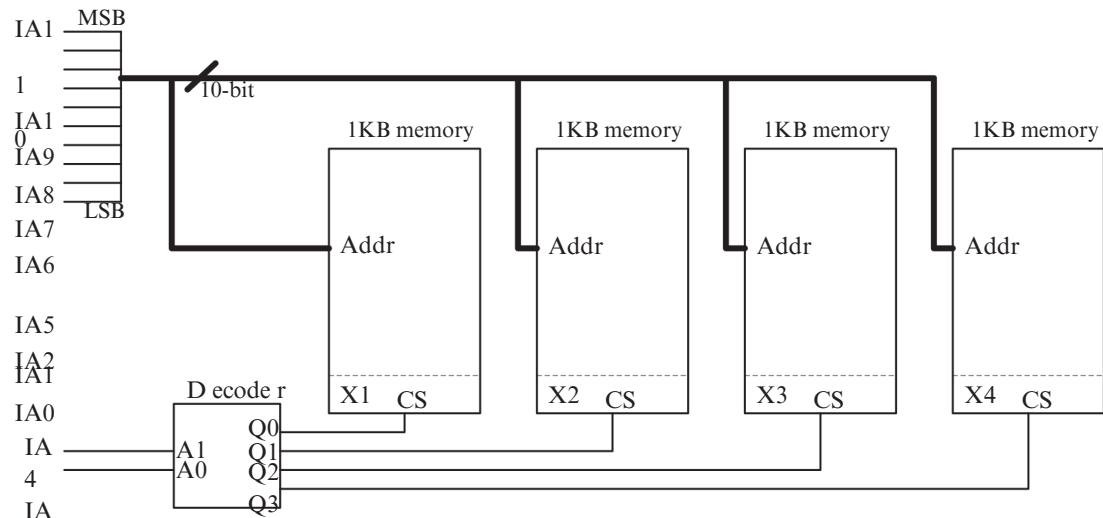 MSB
IA1
1
10-bit
IA1
0
1KB memory 1KB memory 1KB memory 1KB memory
IA9
IA8
LSB
IA7
Addr Addr Addr Addr
IA6
IA5
IA2
IA1
D ecode r
X1 CS X2 CS X3 CS X4 CS
IA0
Q0
IA
A1 Q1
A0 Q2
4
Q3
IA